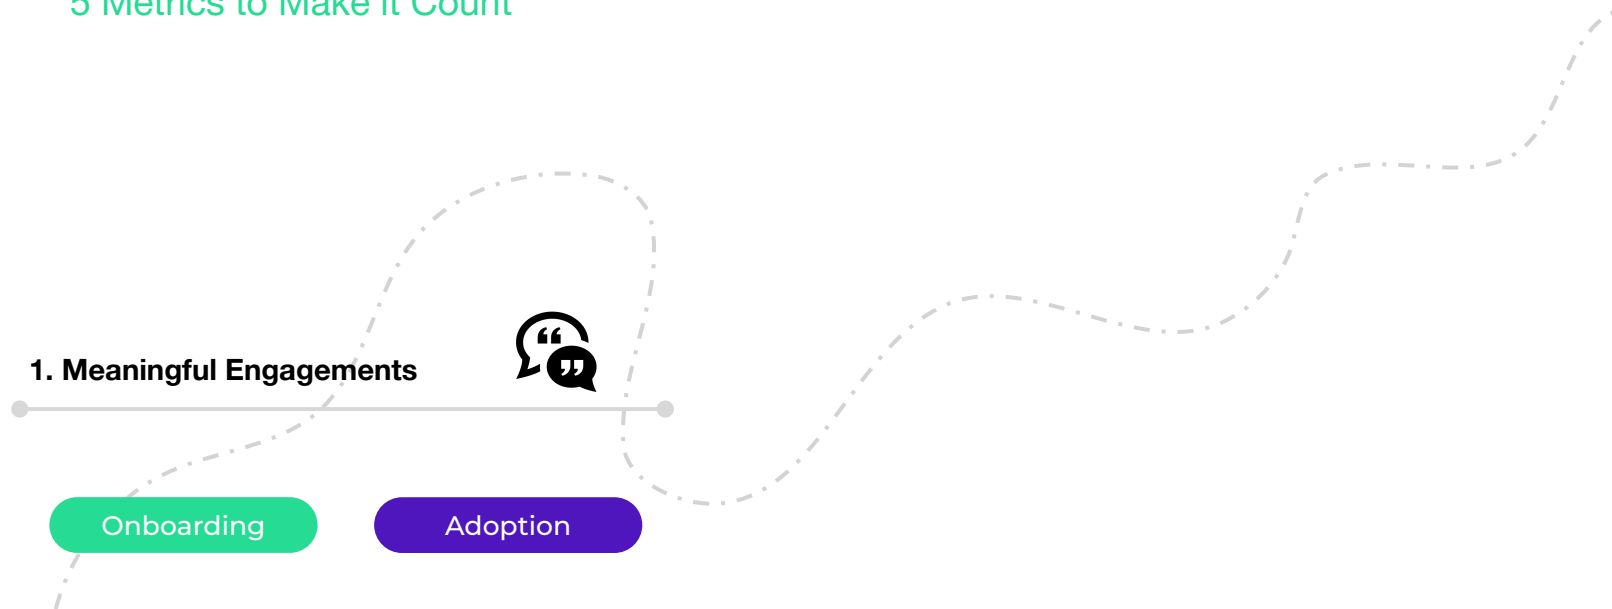 5 Metrics to Make it Count
1. Meaningful Engagements
Onboarding
Adoption